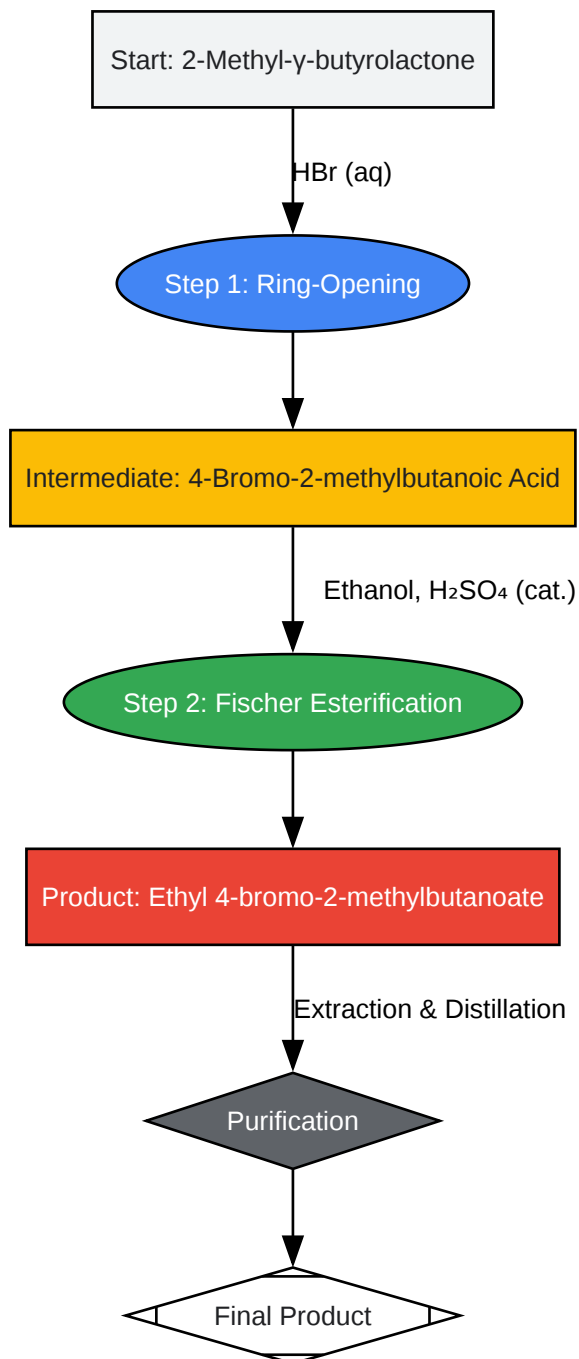 Start: 2-Methyl-γ-butyrolactone
HBr (aq)
Step 1: Ring-Opening
Intermediate: 4-Bromo-2-methylbutanoic Acid
Ethanol, H₂SO₄ (cat.)
Step 2: Fischer Esterification
Product: Ethyl 4-bromo-2-methylbutanoate
Extraction & Distillation
Purification
Final Product